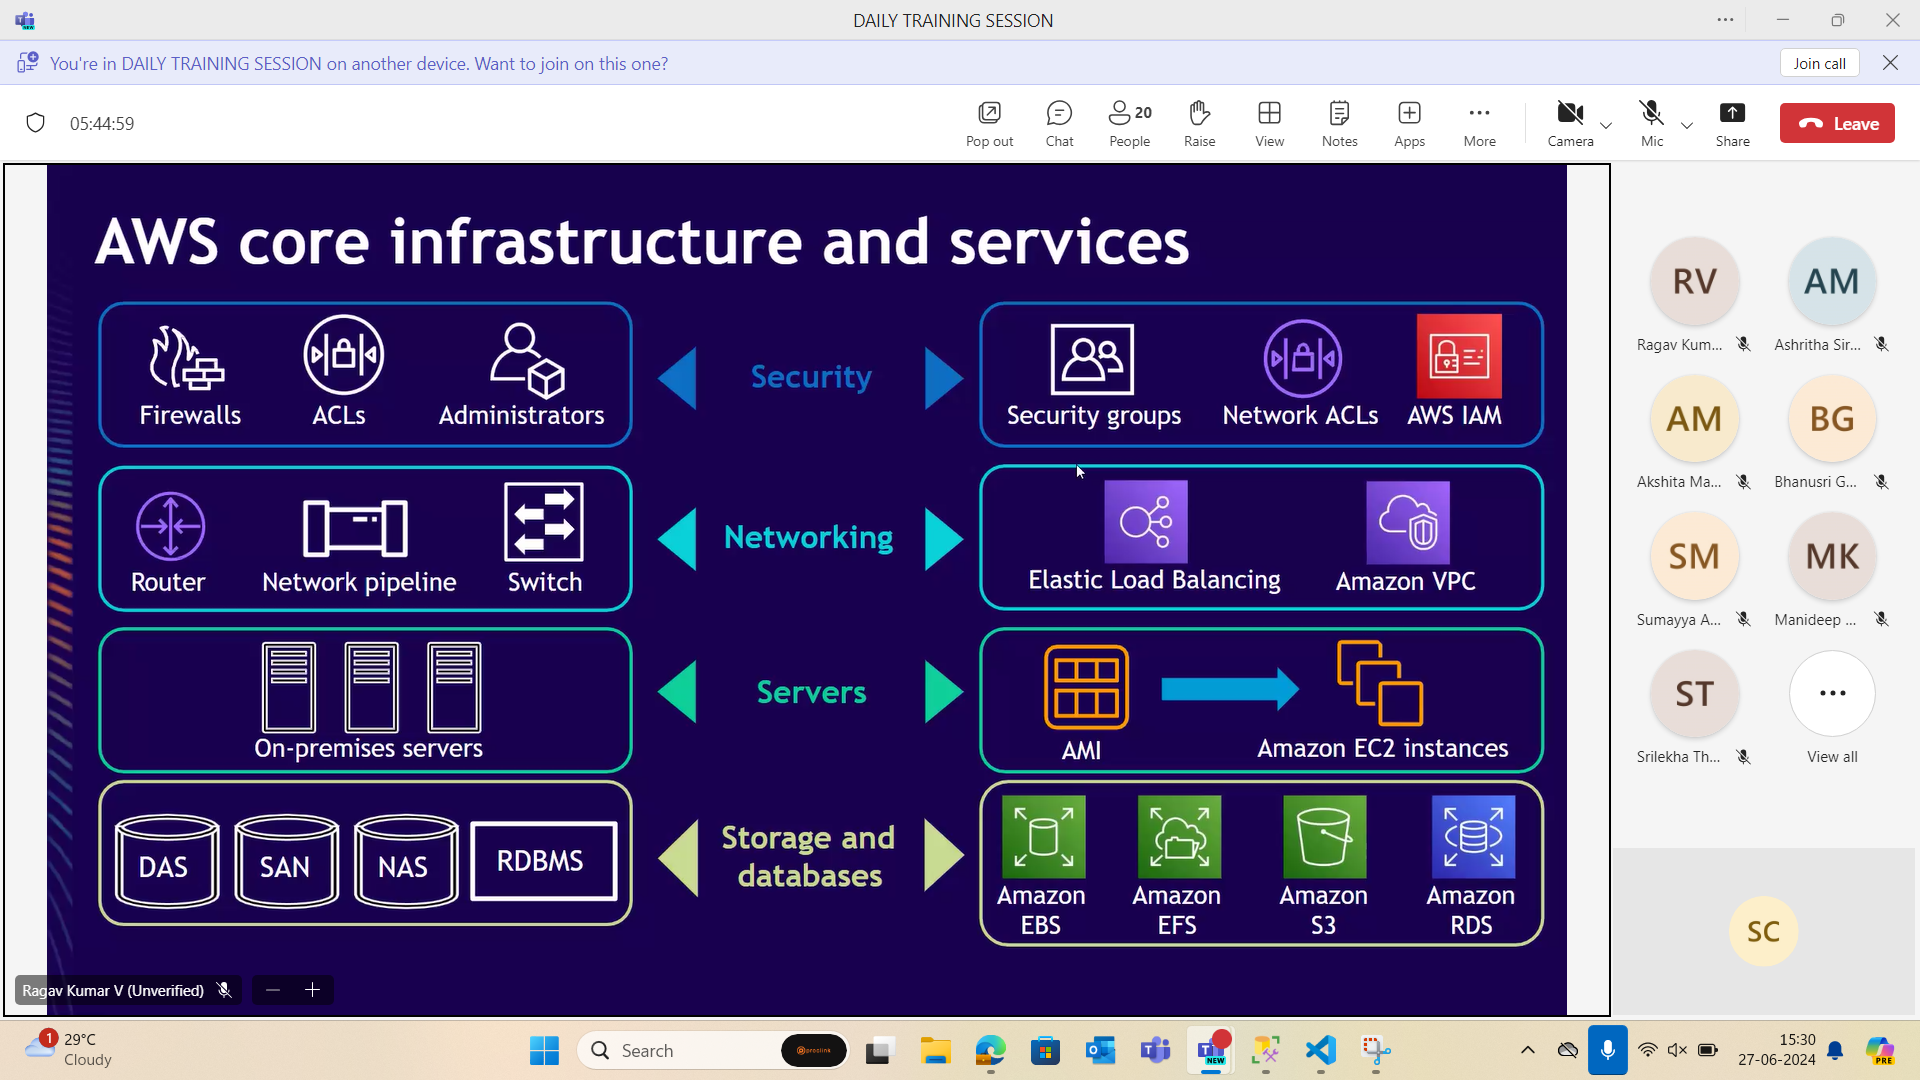 DAILY TRAINING SESSION
You're in DAILY TRAINING SESSION on another device. Want to join on this one?
Join call
05:44:59
Pop out
Chat
20
People
Raise
View
Notes
Apps
More
Camera
Mic
Share
Leave
AWS core infrastructure and services
Firewalls
ACLs
Administrators
Security
Security groups
Network ACLs
AWS IAM
Router
Network pipeline
Switch
Networking
Elastic Load Balancing
Amazon VPC
On-premises servers
Servers
AMI
Amazon EC2 instances
DAS
SAN
NAS
RDBMS
Storage and
databases
Amazon
EBS
Amazon
EFS
Amazon
S3
Amazon
RDS
Ragav Kumar V (Unverified)
RV
Ragav Kum...
AM
Ashritha Sir...
AM
Akshita Ma...
BG
Bhanusri G...
SM
Sumayya A...
MK
Manideep ...
ST
Srilekha Th...
View all
SC
1
29°C
Cloudy
Search
proclink
NEW
15:30
27-06-2024
PRE